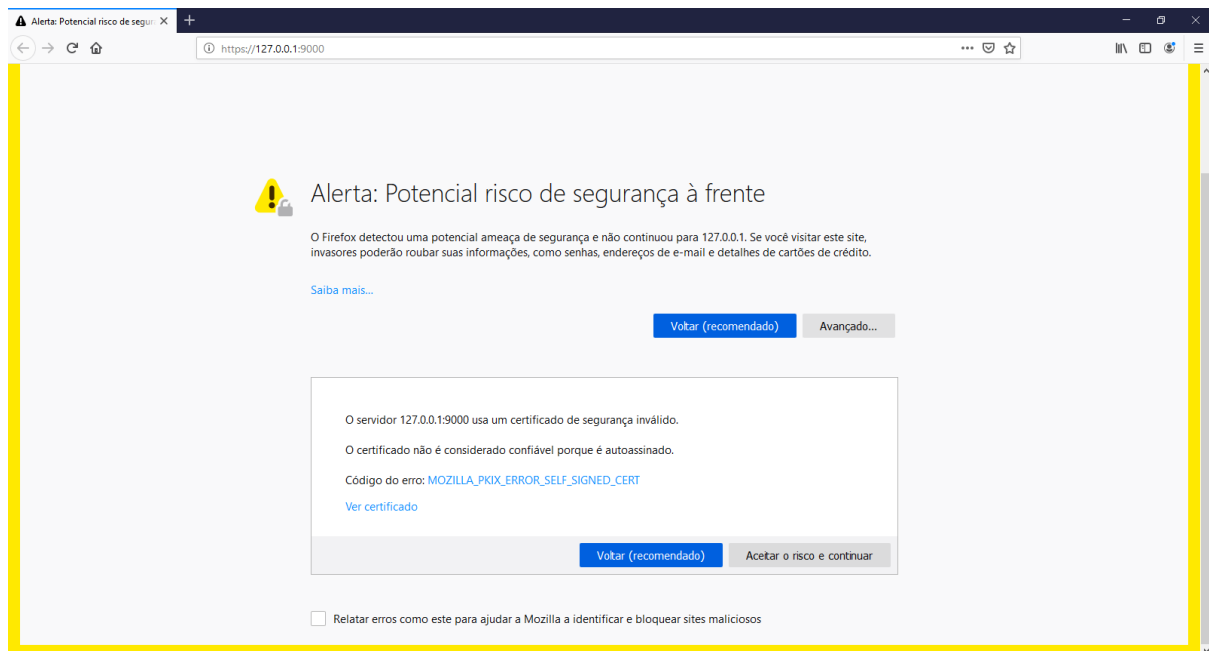 Alerta: Potencial risco de segur
https://127.0.0.1:9000
Alerta: Potencial risco de segurança à frente
O Firefox detectou uma potencial ameaça de segurança e não continuou para 127.0.0.1. Se você visitar este site,
invasores poderão roubar suas informações, como senhas, endereços de e-mail e detalhes de cartões de crédito.
Saiba mais...
Voltar (recomendado) Avançado...
O servidor 127.0.0.1:9000 usa um certificado de segurança inválido.
O certificado não é considerado confiável porque é autoassinado.
Código do erro: MOZILLA_PKIX_ERROR_SELF_SIGNED_CERT
Ver certificado
Voltar (recomendado) Aceitar o risco e continuar
Relatar erros como este para ajudar a Mozilla a identificar e bloquear sites maliciosos